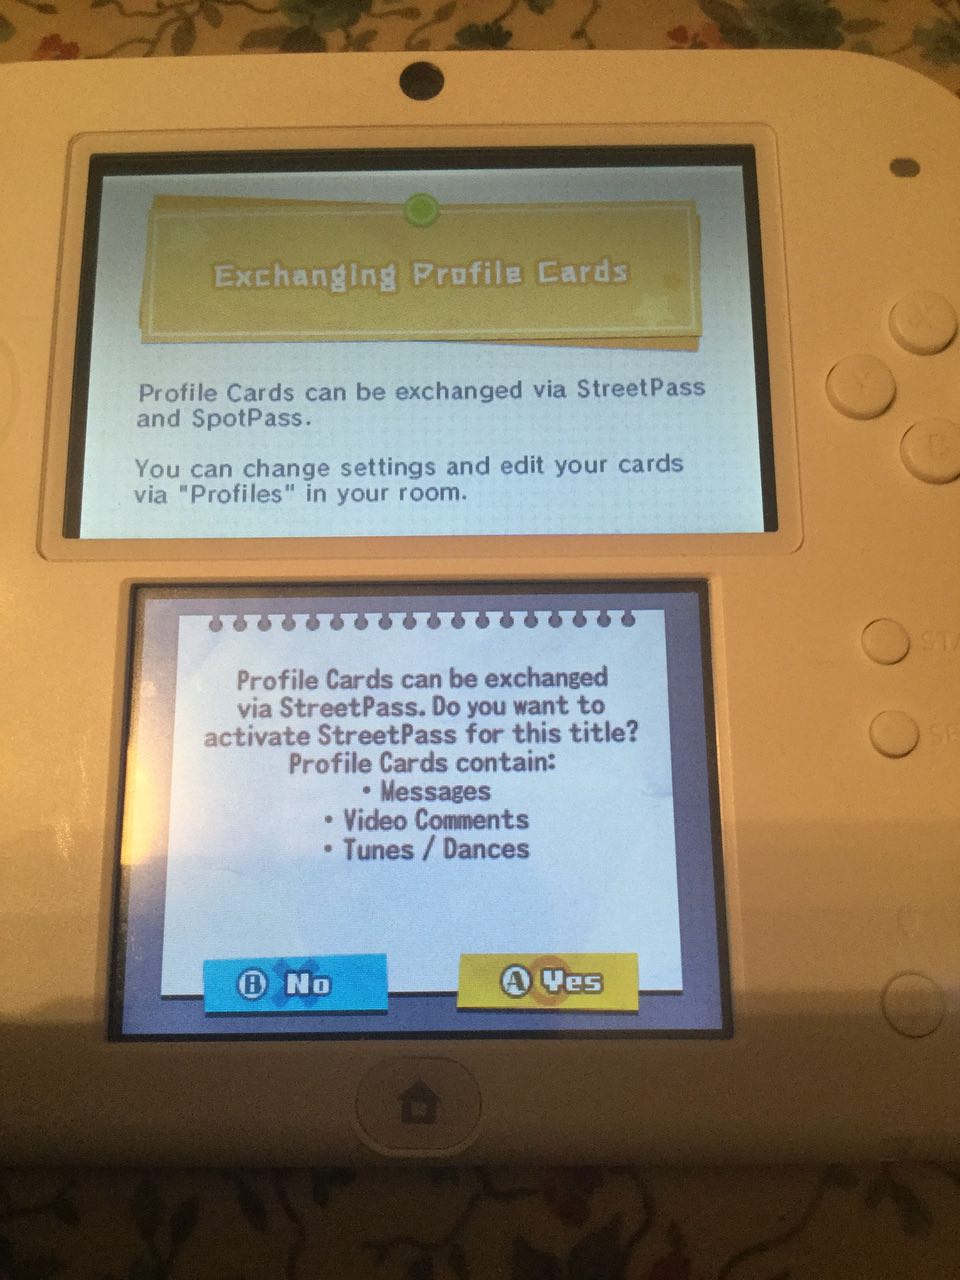 Exchanging Profile Cards
Profile Cards can be exchanged via StreetPass
and SpotPass.
You can change settings and edit your cards
via "Profiles" in your room.
Profile Cards can be exchanged
via StreetPass. Do you want to
activate StreetPass for this title?
Profile Cards contain:
• Messages
• Video Comments
• Tunes / Dances
B No
A Yes
X
Y
B